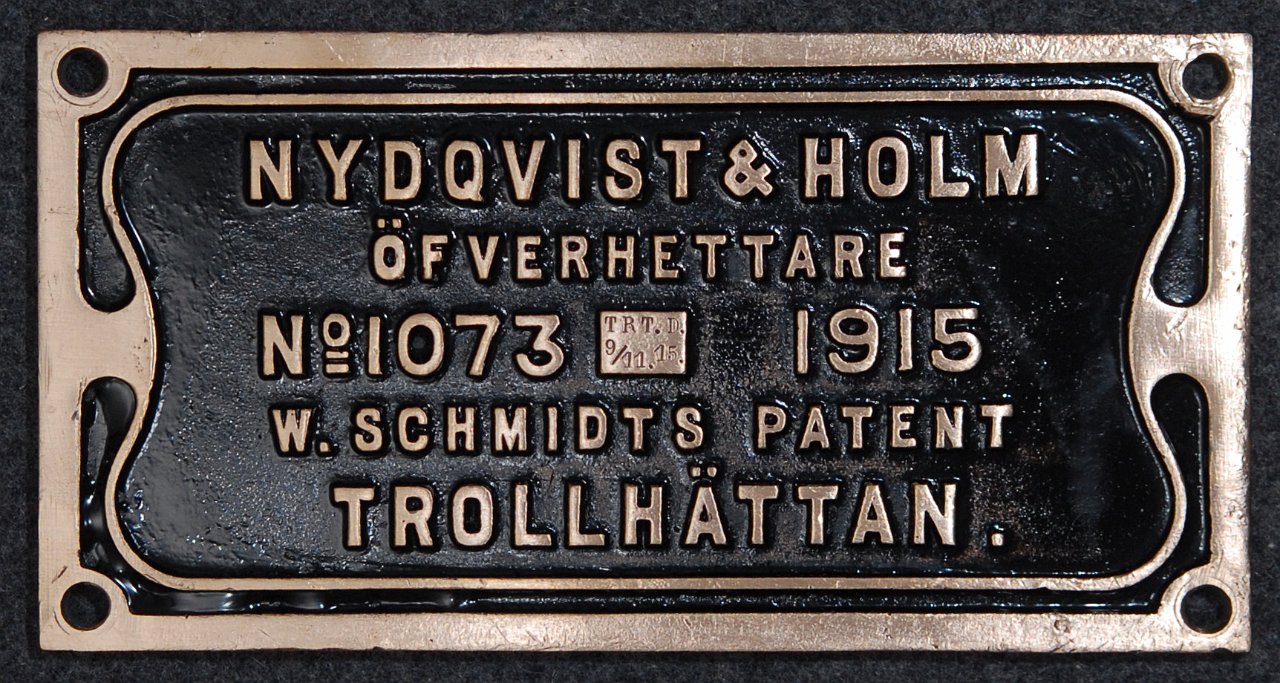 NYDQVIST & HOLM
ÖFVERHETTARE
Nº 1073 TRT. D. 1915
9/11. 15.
W. SCHMIDTS PATENT
TROLLHÄTTAN.